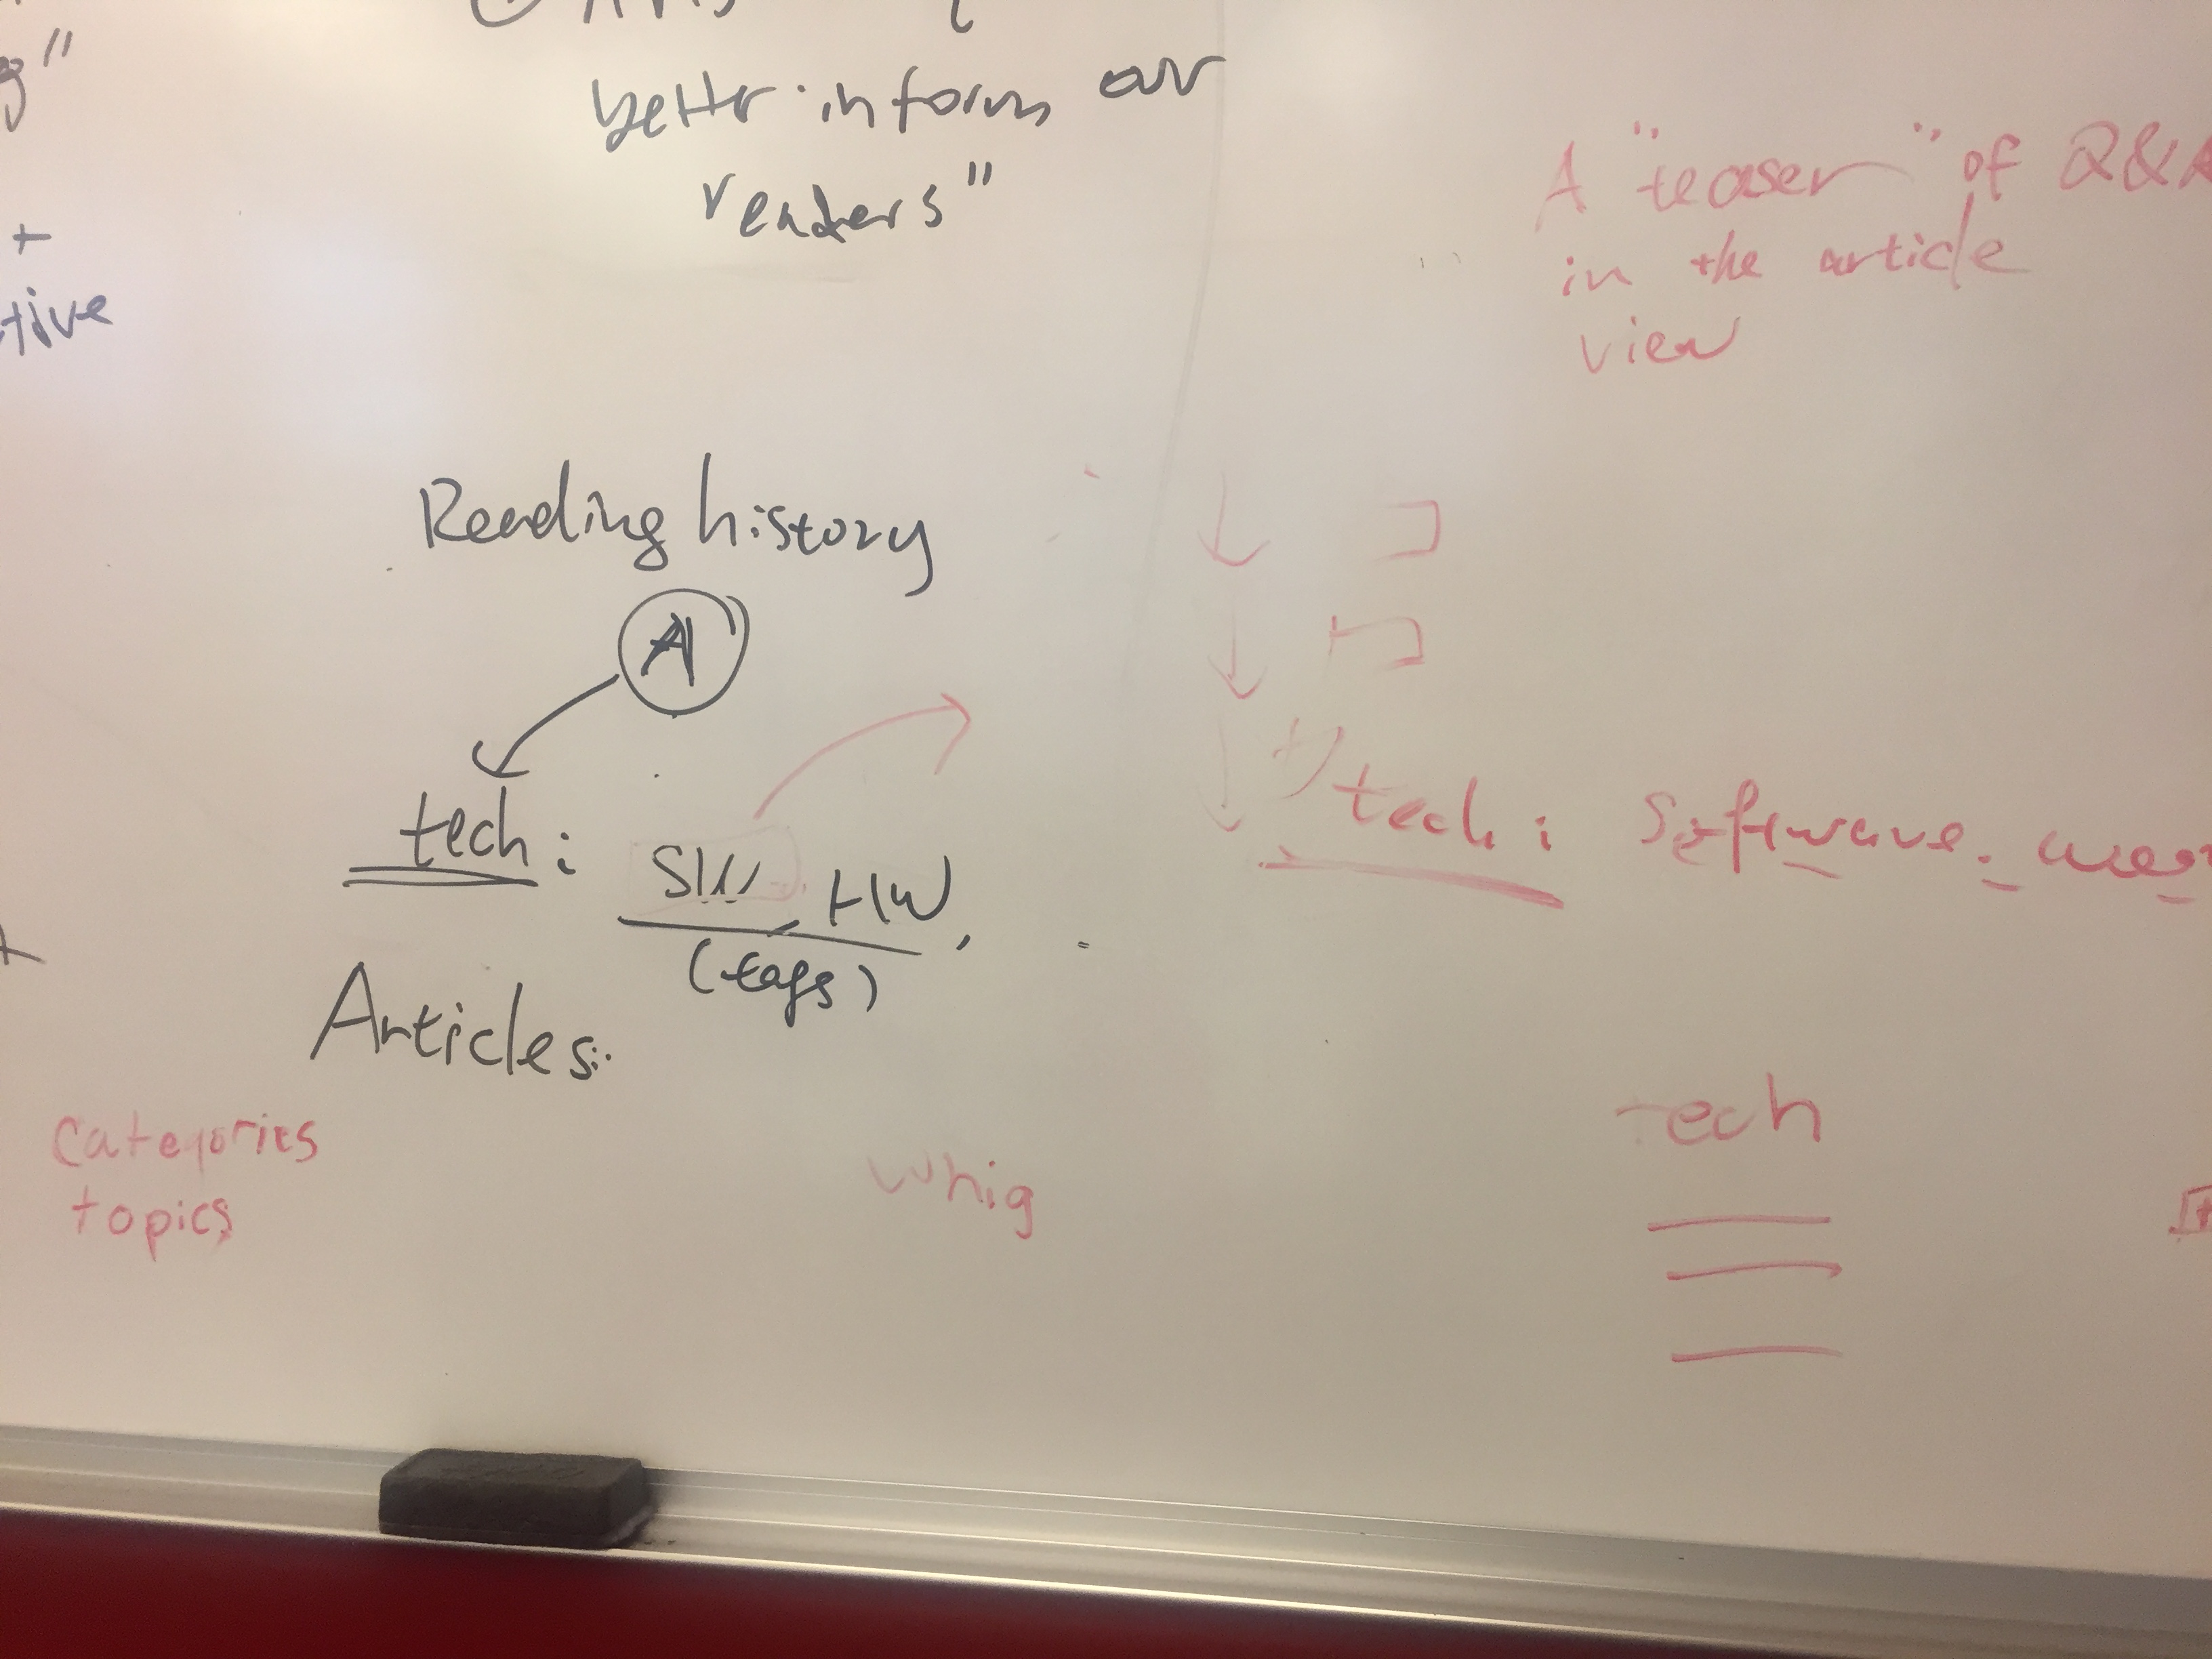 better inform our
readers"
+
tive
A "teaser" of Q&A
in the article
view
Reading history
A
tech:
SW, HW,
(tags)
Articles:
tech: Software.
categories
topics
whig
tech